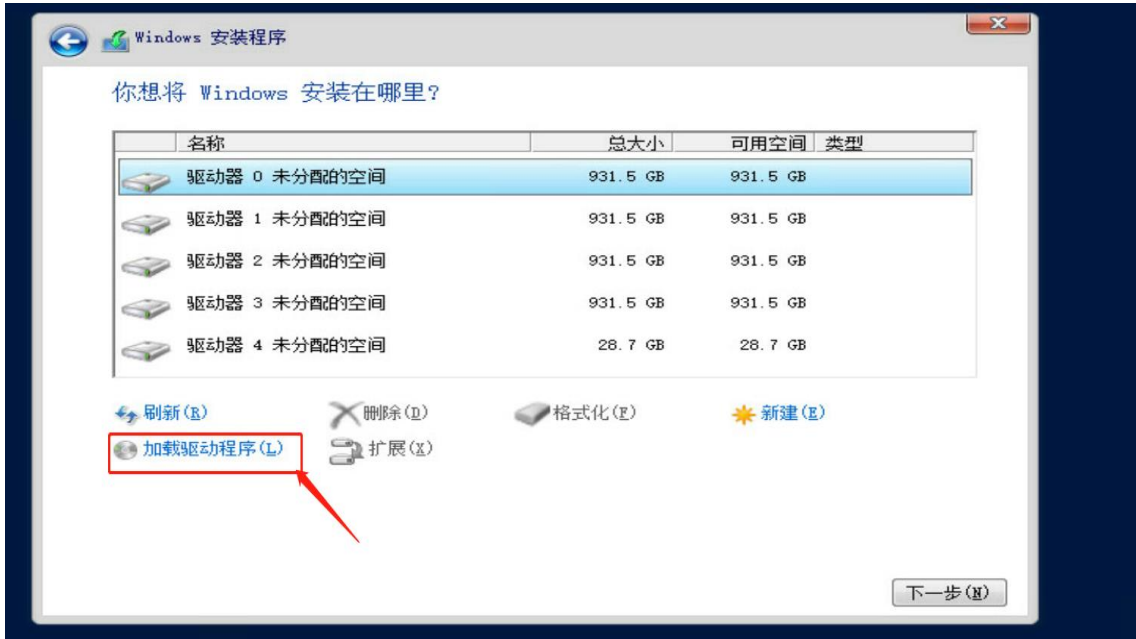 Windows 安装程序
你想将 Windows 安装在哪里?
名称 总大小 可用空间 类型
驱动器 0 未分配的空间 931.5 GB 931.5 GB
驱动器 1 未分配的空间 931.5 GB 931.5 GB
驱动器 2 未分配的空间 931.5 GB 931.5 GB
驱动器 3 未分配的空间 931.5 GB 931.5 GB
驱动器 4 未分配的空间 28.7 GB 28.7 GB
刷新(R) 删除(D) 格式化(F) 新建(E)
加载驱动程序(L) 扩展(X)
下一步(N)